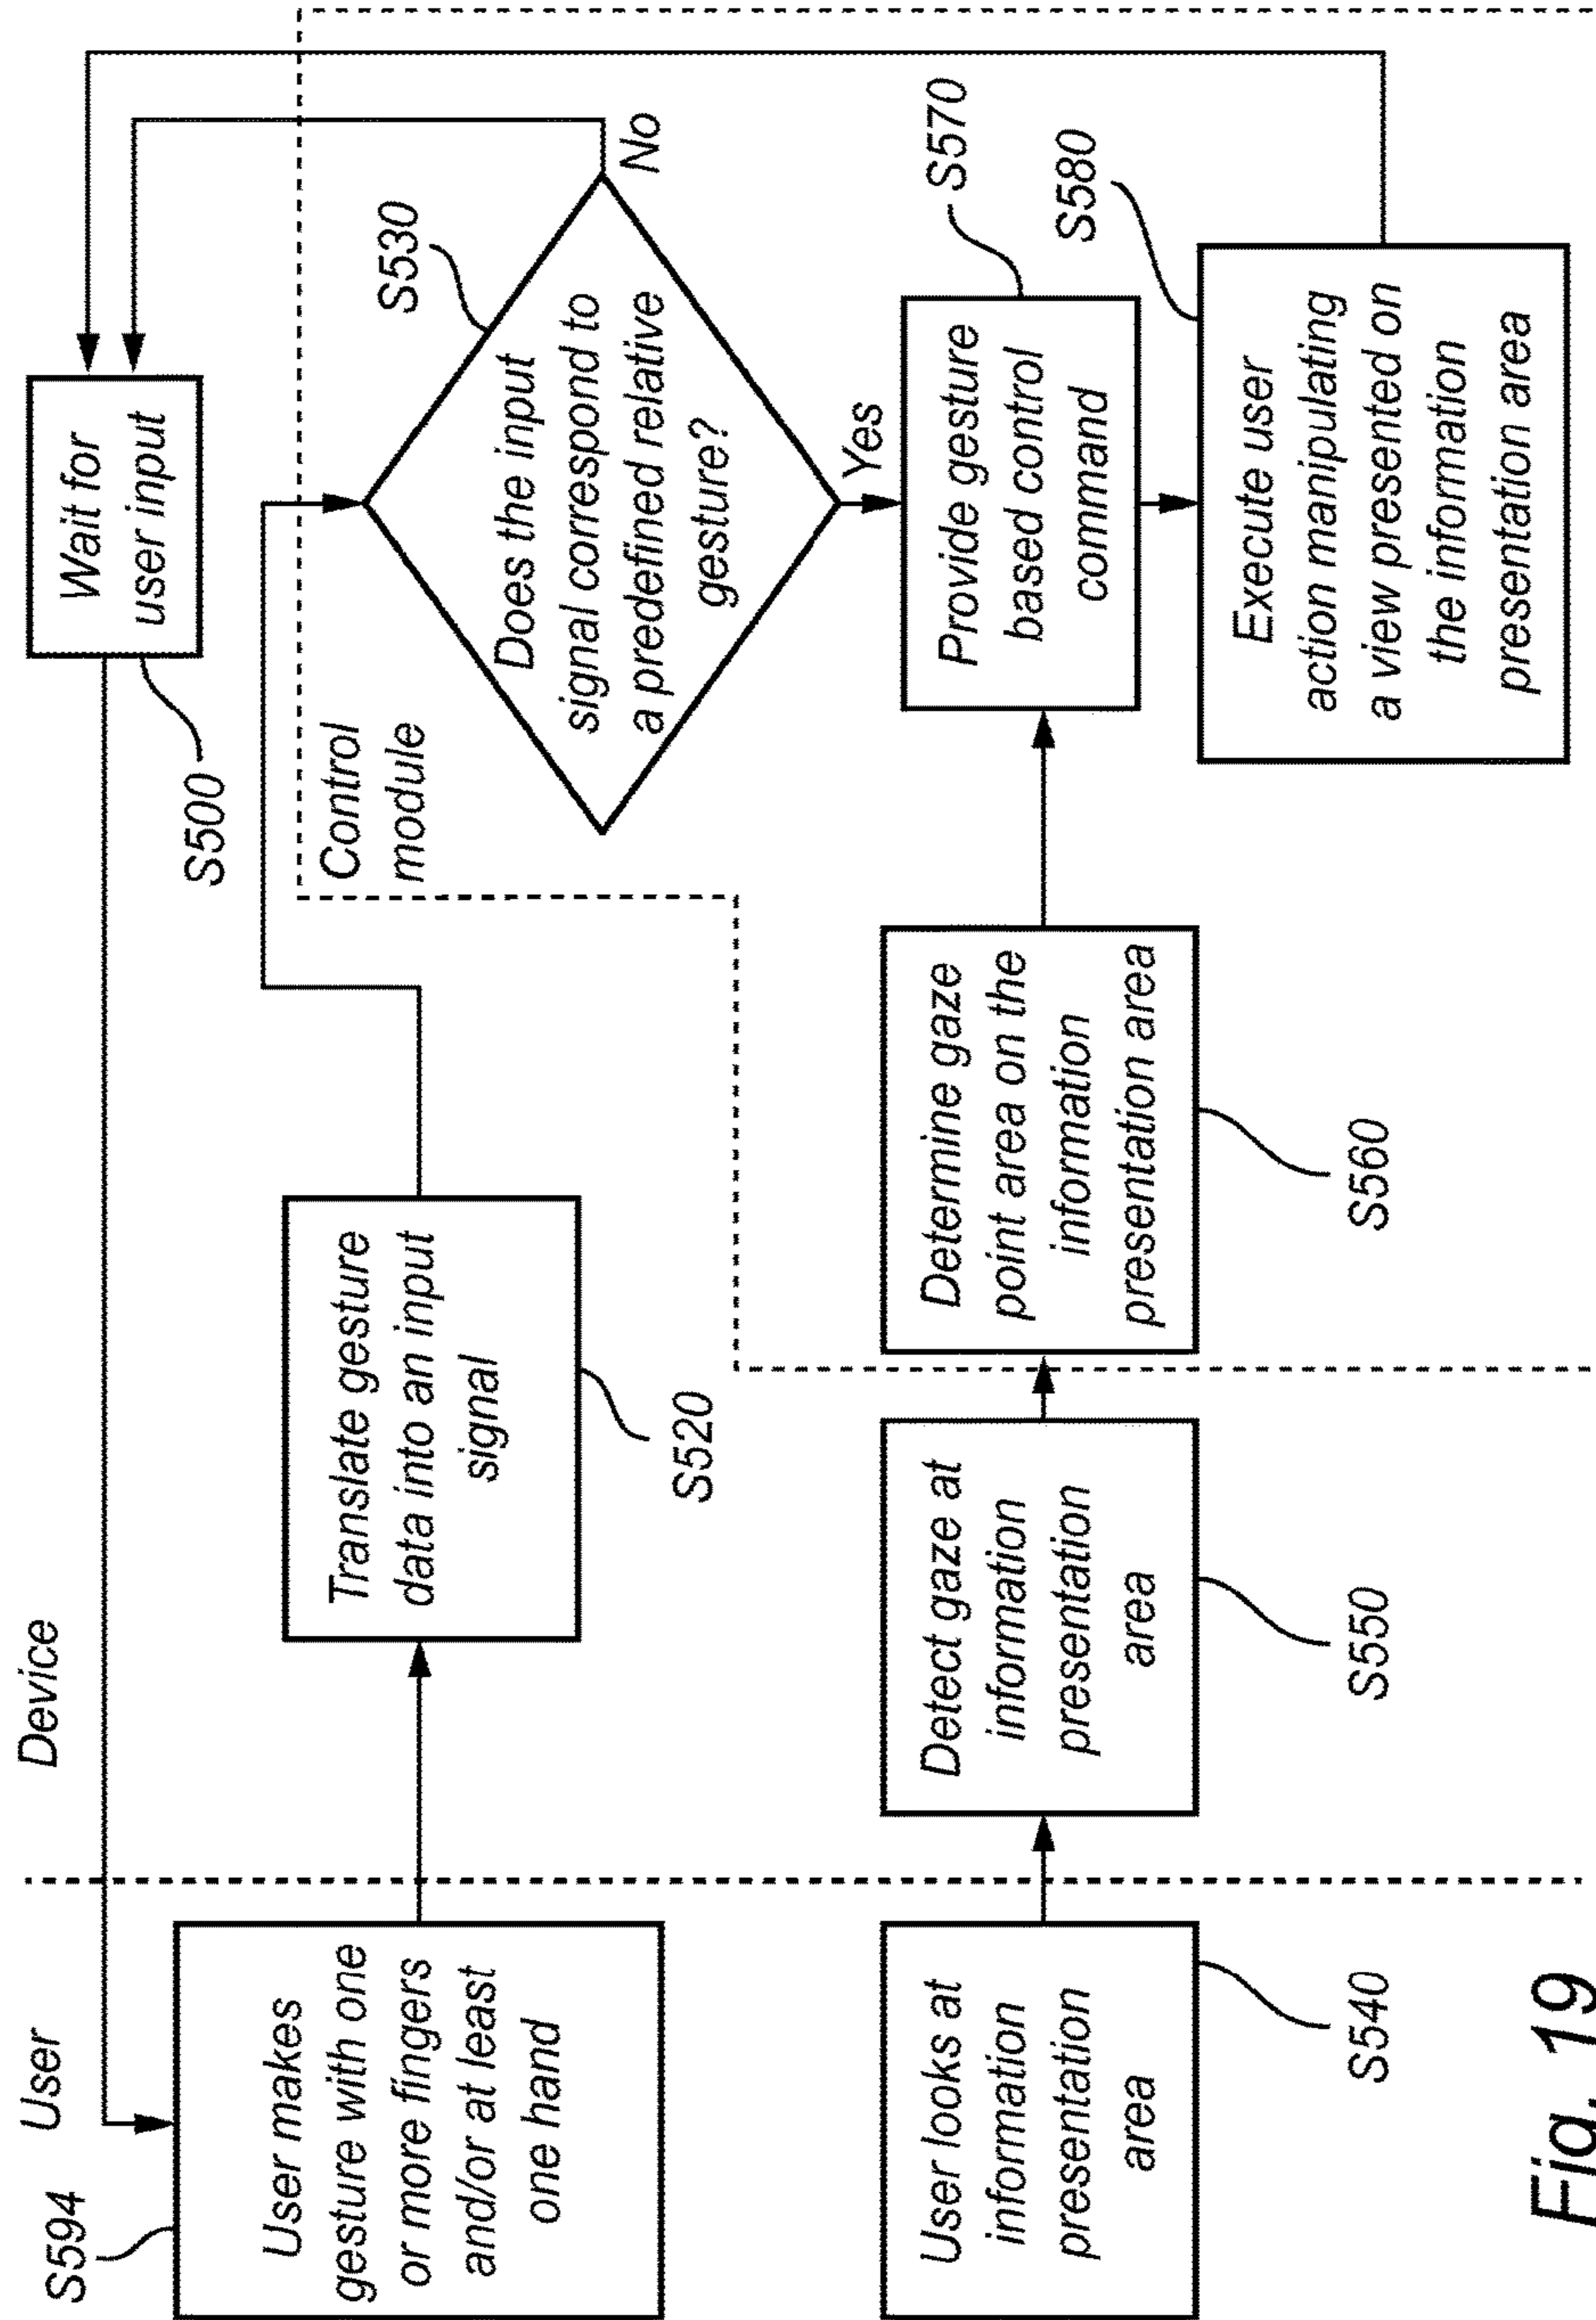 User
Device
S594
User makes
gesture with one
or more fingers
and/or at least
one hand
Translate gesture
data into an input
signal
S520
Wait for
user input
S500
Control
module
Does the input
signal correspond to
a predefined relative
gesture?
S530
No
Yes
User looks at
information
presentation
area
S540
Detect gaze at
information
presentation
area
S550
Determine gaze
point area on the
information
presentation area
S560
Provide gesture
based control
command
S570
Execute user
action manipulating
a view presented on
the information
presentation area
S580
Fig. 19